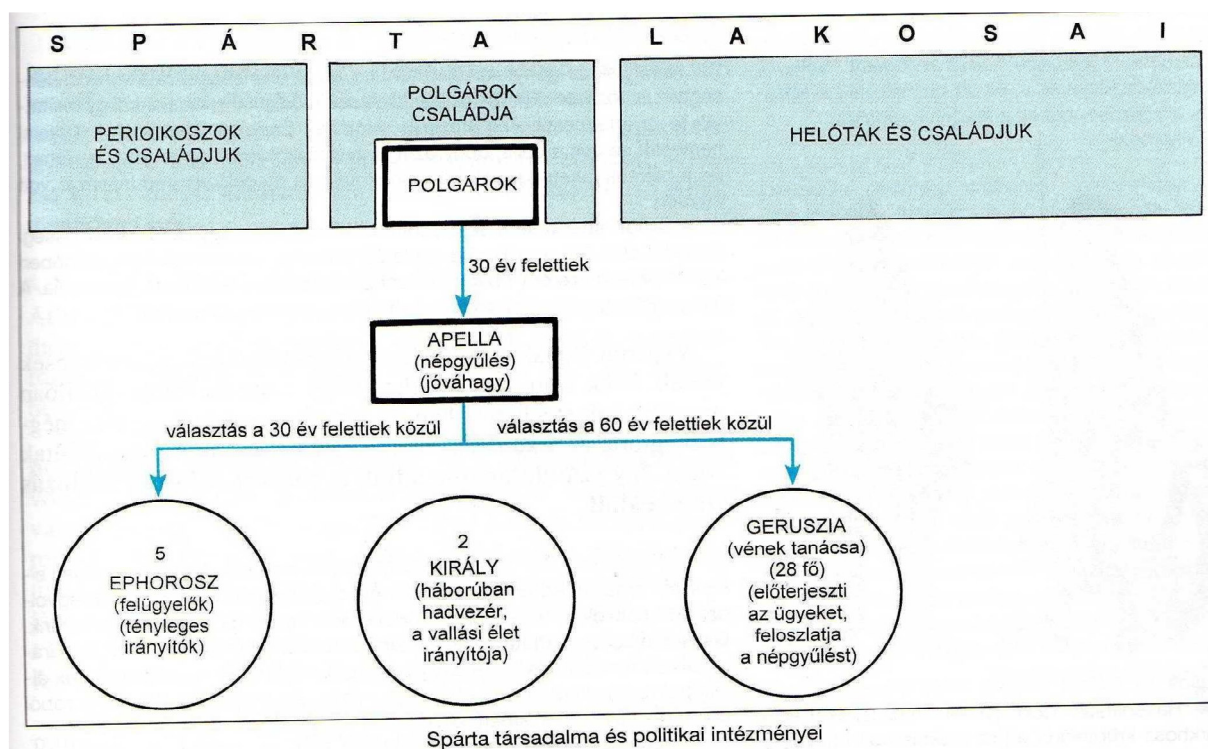 SPÁRTA LAKOSAI
PERIOIKOSZOK
ÉS CSALÁDJUK
POLGÁROK
CSALÁDJA
POLGÁROK
HELÓTÁK ÉS CSALÁDJUK
30 év felettiek
APELLA
(népgyűlés)
(jóváhagy)
választás a 30 év felettiek közül
választás a 60 év felettiek közül
5
EPHOROSZ
(felügyelők)
(tényleges
irányítók)
2
KIRÁLY
(háborúban
hadvezér,
a vallási élet
irányítója)
GERUSZIA
(vének tanácsa)
(28 fő)
(előterjeszti
az ügyeket,
feloszlatja
a népgyűlést)
Spárta társadalma és politikai intézményei